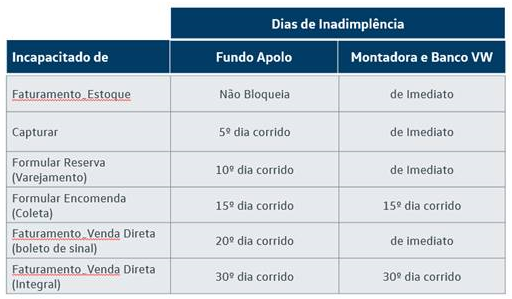 Dias de Inadimplência
Incapacitado de Fundo Apolo Montadora e Banco VW
Faturamento_Estoque Não Bloqueia de Imediato
Capturar 5º dia corrido de Imediato
Formular Reserva
(Varejamento) 10º dia corrido de Imediato
Formular Encomenda
(Coleta) 15º dia corrido 15º dia corrido
Faturamento_Venda Direta
(boleto de sinal) 20º dia corrido de imediato
Faturamento_Venda Direta
(Integral) 30º dia corrido 30º dia corrido